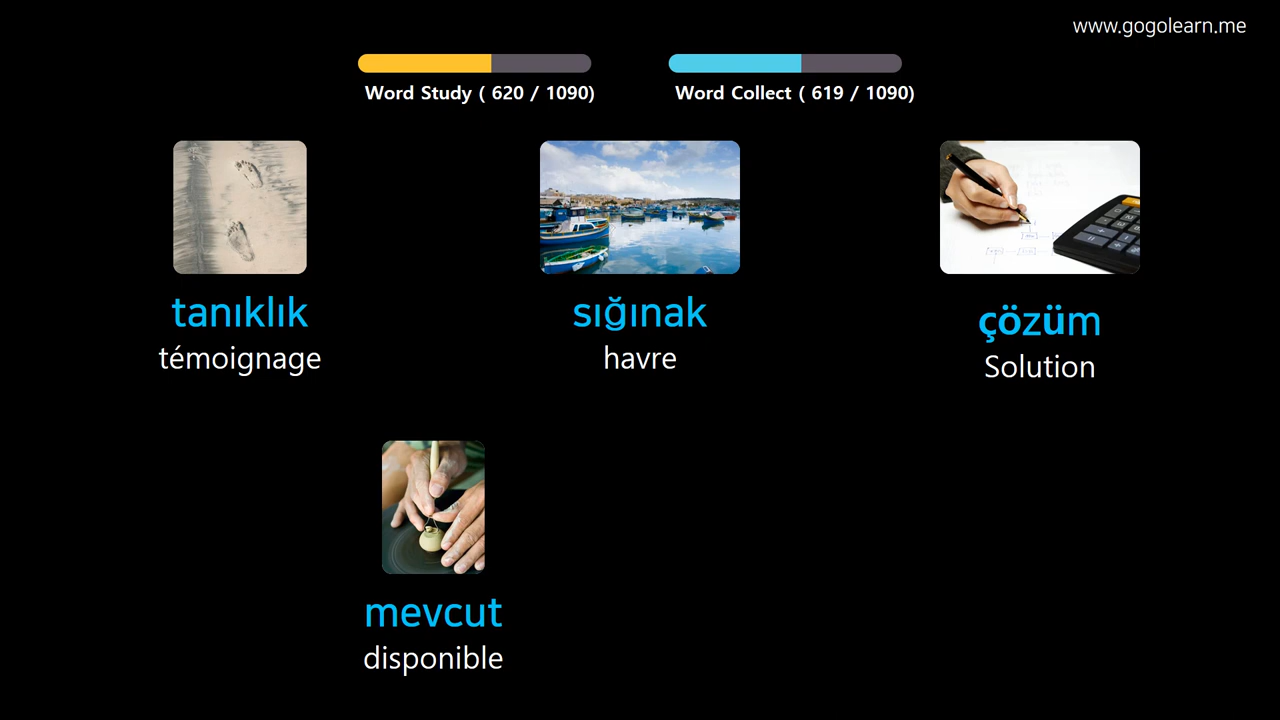 www.gogolearn.me
Word Study ( 620 / 1090)
Word Collect ( 619 / 1090)
tanıklık
témoignage
sığınak
havre
çözüm
Solution
mevcut
disponible